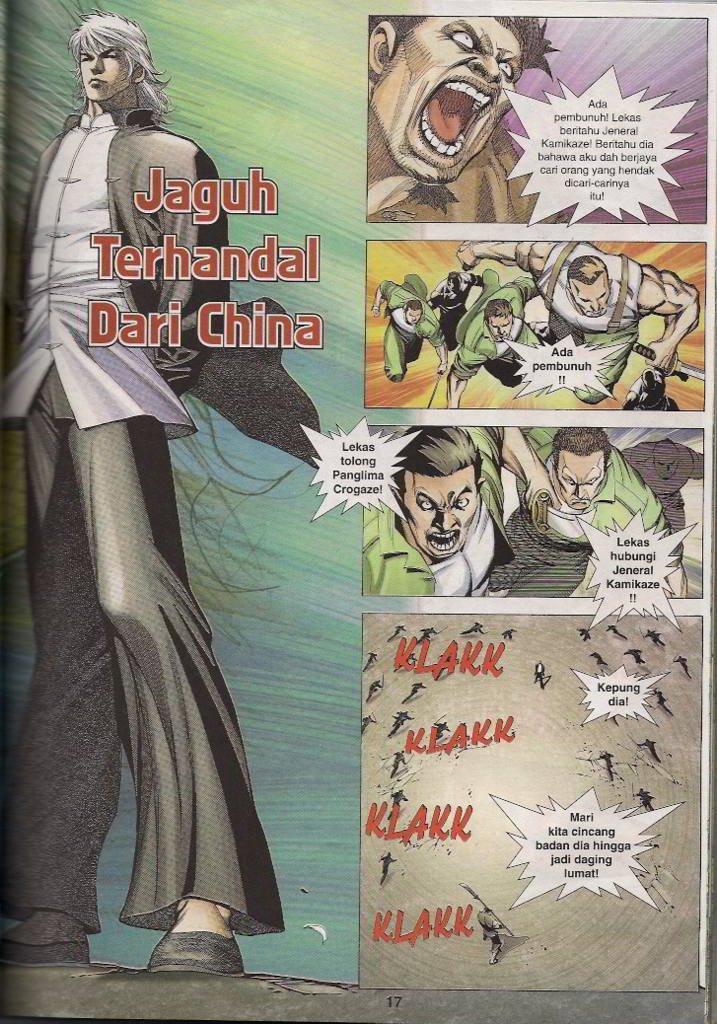 Jaguh
Terhandal
Dari China
Ada
pembunuh! Lekas
beritahu Jeneral
Kamikaze! Beritahu dia
bahawa aku dah berjaya
cari orang yang hendak
dicari-carinya
itu!
Ada
pembunuh
!!
Lekas
tolong
Panglima
Crogaze!
Lekas
hubungi
Jeneral
Kamikaze
!!
KLAKK
Kepung
dia!
KLAKK
KLAKK
Mari
kita cincang
badan dia hingga
jadi daging
lumat!
KLAKK
17